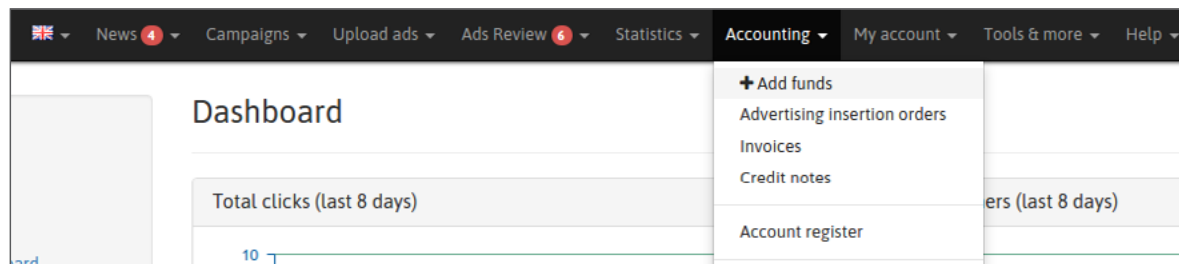 News 4 Campaigns Upload ads Ads Review 6 Statistics Accounting My account Tools & more Help
Dashboard
+ Add funds
Advertising insertion orders
Invoices
Credit notes
Account register
Total clicks (last 8 days)
ers (last 8 days)
10